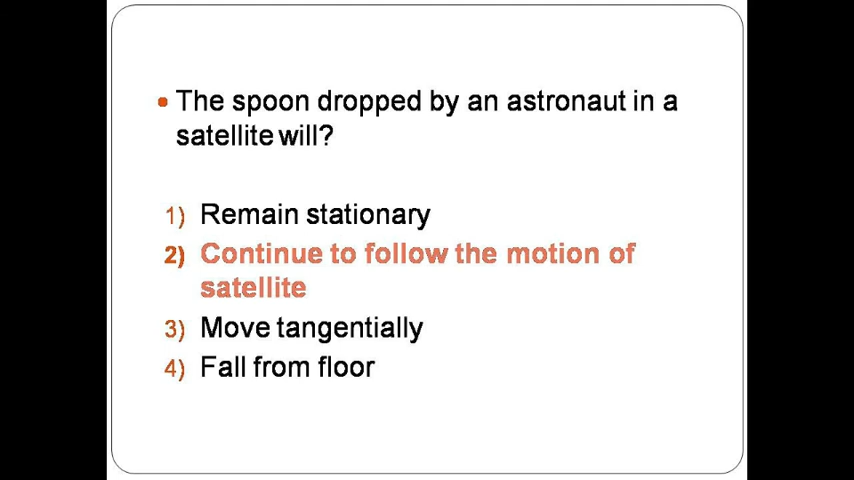 • The spoon dropped by an astronaut in a
satellite will?
1) Remain stationary
2) Continue to follow the motion of
satellite
3) Move tangentially
4) Fall from floor